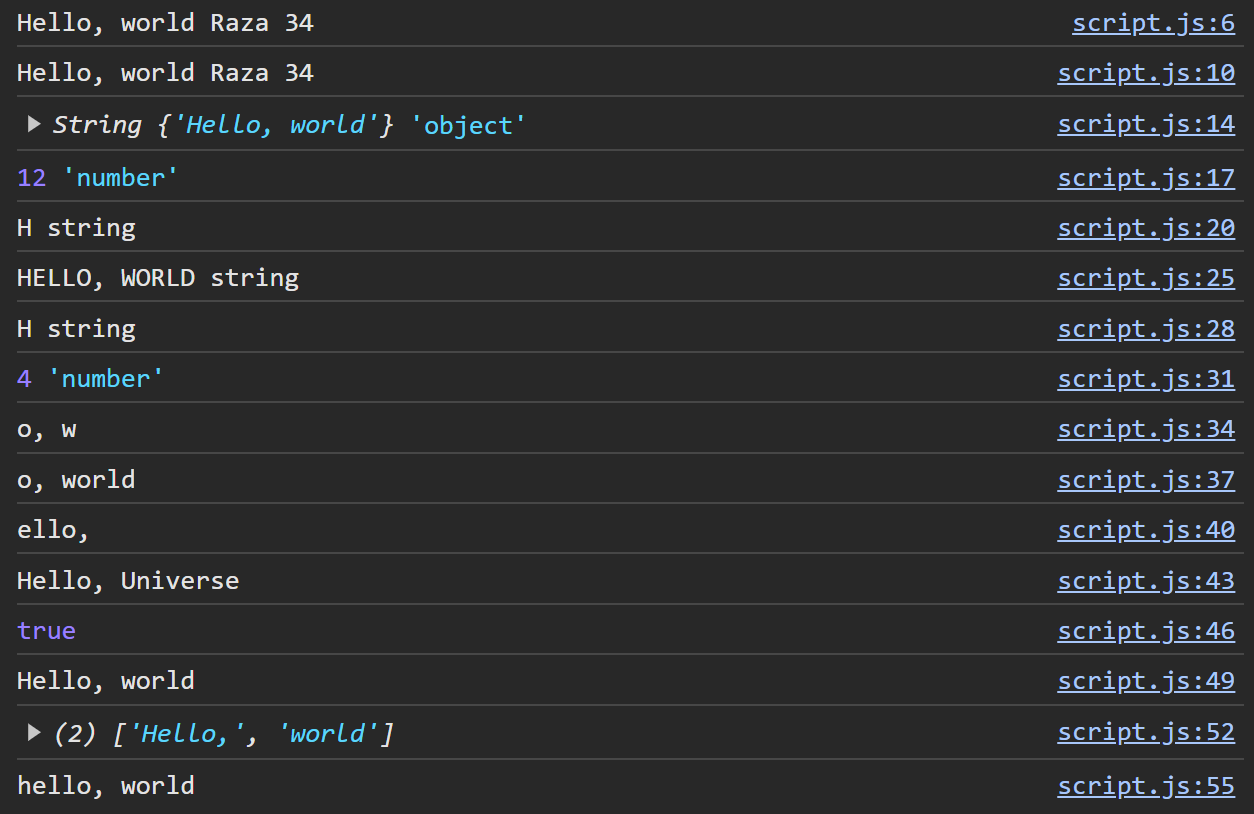 Hello, world Raza 34 script.js:6
Hello, world Raza 34 script.js:10
String {'Hello, world'} 'object' script.js:14
12 'number' script.js:17
H string script.js:20
HELLO, WORLD string script.js:25
H string script.js:28
4 'number' script.js:31
o, w script.js:34
o, world script.js:37
ello, script.js:40
Hello, Universe script.js:43
true script.js:46
Hello, world script.js:49
(2) ['Hello,', 'world'] script.js:52
hello, world script.js:55